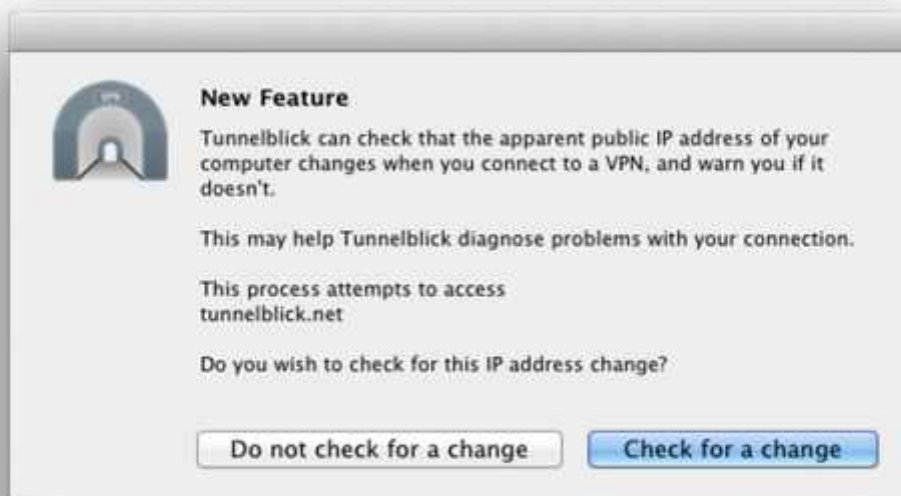 VPN
New Feature
Tunnelblick can check that the apparent public IP address of your
computer changes when you connect to a VPN, and warn you if it
doesn't.
This may help Tunnelblick diagnose problems with your connection.
This process attempts to access
tunnelblick.net
Do you wish to check for this IP address change?
Do not check for a change
Check for a change